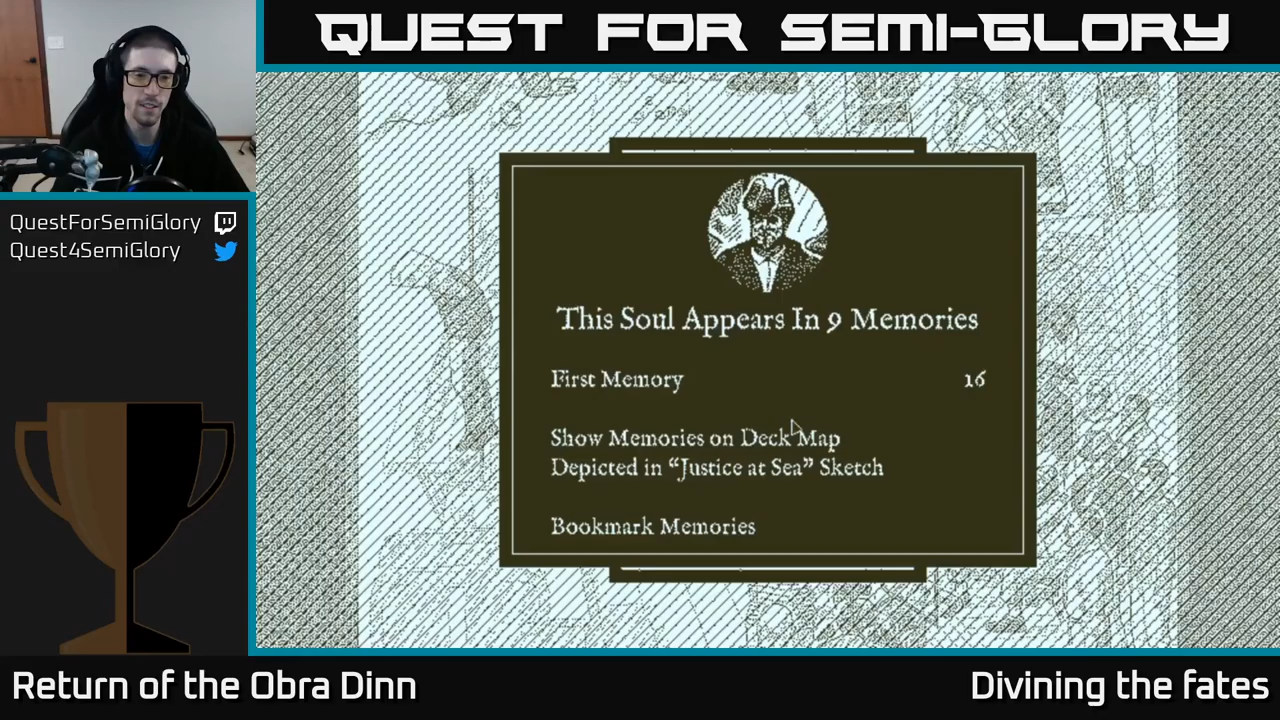 QUEST FOR SEMI-GLORY
QuestForSemiGlory
Quest4SemiGlory
This Soul Appears In 9 Memories
First Memory 16
Show Memories on Deck Map
Depicted in “Justice at Sea” Sketch
Bookmark Memories
Return of the Obra Dinn
Divining the fates